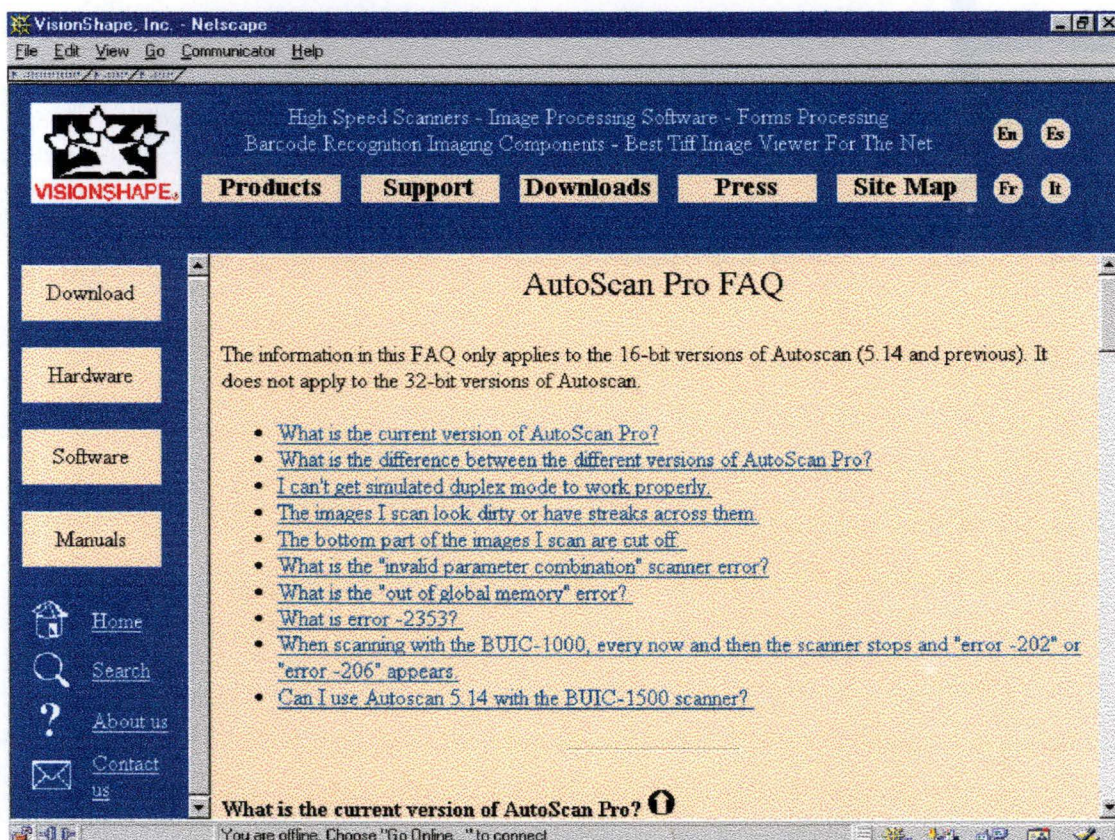 VisionShape, Inc. - Netscape
File Edit View Go Communicator Help
High Speed Scanners - Image Processing Software - Forms Processing
Barcode Recognition Imaging Components - Best Tiff Image Viewer For The Net
En Es
VISIONSHAPE®
Products Support Downloads Press Site Map Fr It
Download
Hardware
Software
Manuals
Home
Search
About us
Contact
us
AutoScan Pro FAQ
The information in this FAQ only applies to the 16-bit versions of Autoscan (5.14 and previous). It
does not apply to the 32-bit versions of Autoscan.
• What is the current version of AutoScan Pro?
• What is the difference between the different versions of AutoScan Pro?
• I can't get simulated duplex mode to work properly.
• The images I scan look dirty or have streaks across them.
• The bottom part of the images I scan are cut off.
• What is the "invalid parameter combination" scanner error?
• What is the "out of global memory" error?
• What is error -2353?
• When scanning with the BUIC-1000, every now and then the scanner stops and "error -202" or
"error -206" appears.
• Can I use Autoscan 5.14 with the BUIC-1500 scanner?
What is the current version of AutoScan Pro?
You are offline. Choose "Go Online..." to connect